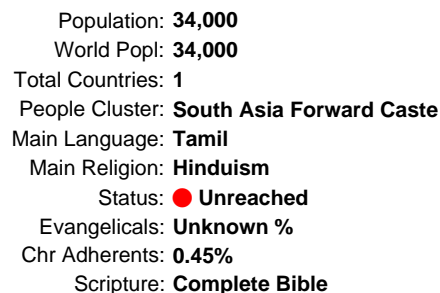 Population: 34,000
World Popl: 34,000
Total Countries: 1
People Cluster: South Asia Forward Caste
Main Language: Tamil
Main Religion: Hinduism
Status: Unreached
Evangelicals: Unknown %
Chr Adherents: 0.45%
Scripture: Complete Bible